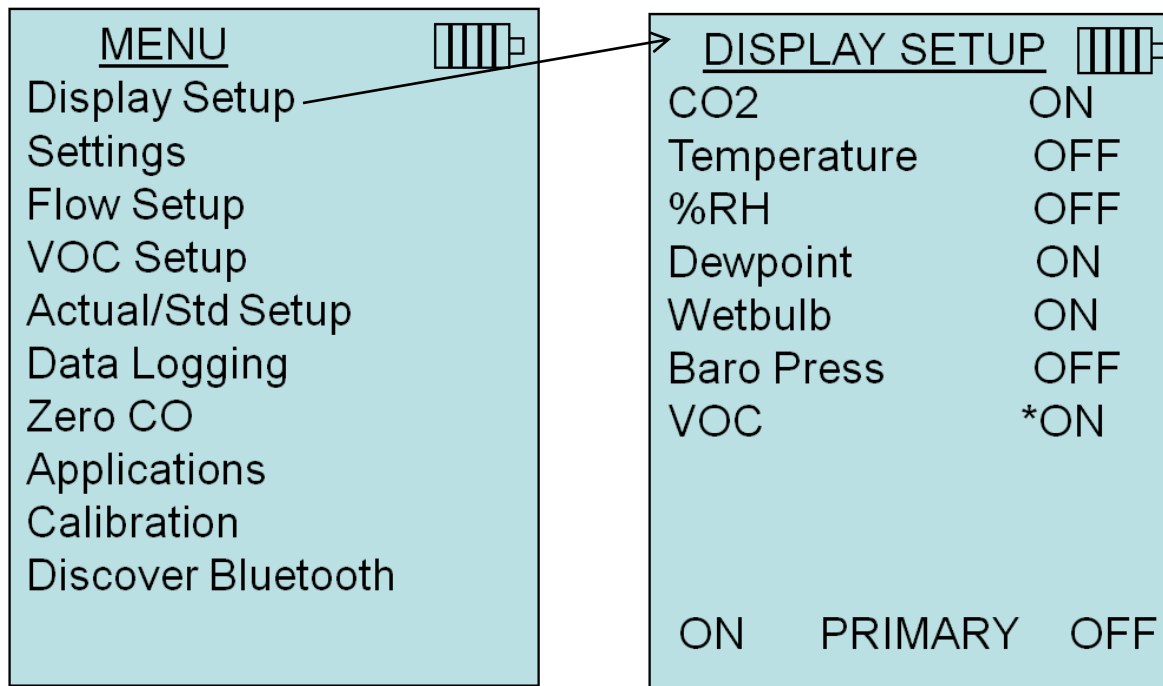 MENU
Display Setup
Settings
Flow Setup
VOC Setup
Actual/Std Setup
Data Logging
Zero CO
Applications
Calibration
Discover Bluetooth
DISPLAY SETUP
CO2 ON
Temperature OFF
%RH OFF
Dewpoint ON
Wetbulb ON
Baro Press OFF
VOC *ON
ON PRIMARY OFF